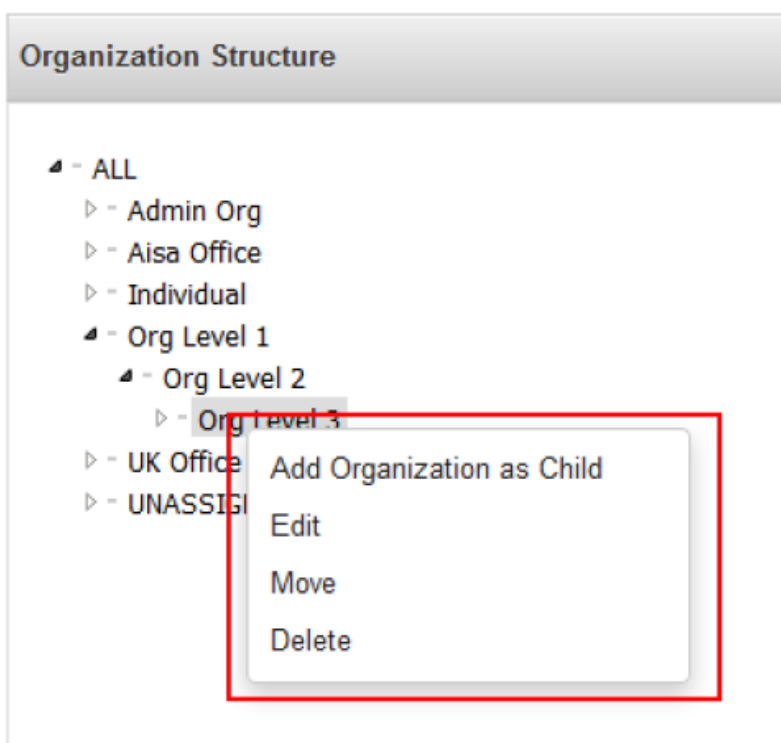 Organization Structure
ALL
Admin Org
Aisa Office
Individual
Org Level 1
Org Level 2
Org Level 3
UK Office
Add Organization as Child
Edit
Move
Delete